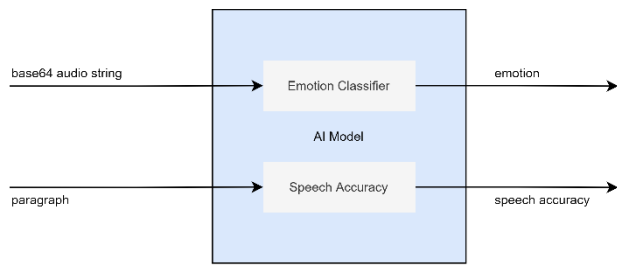 base64 audio string
Emotion Classifier
emotion
AI Model
paragraph
Speech Accuracy
speech accuracy